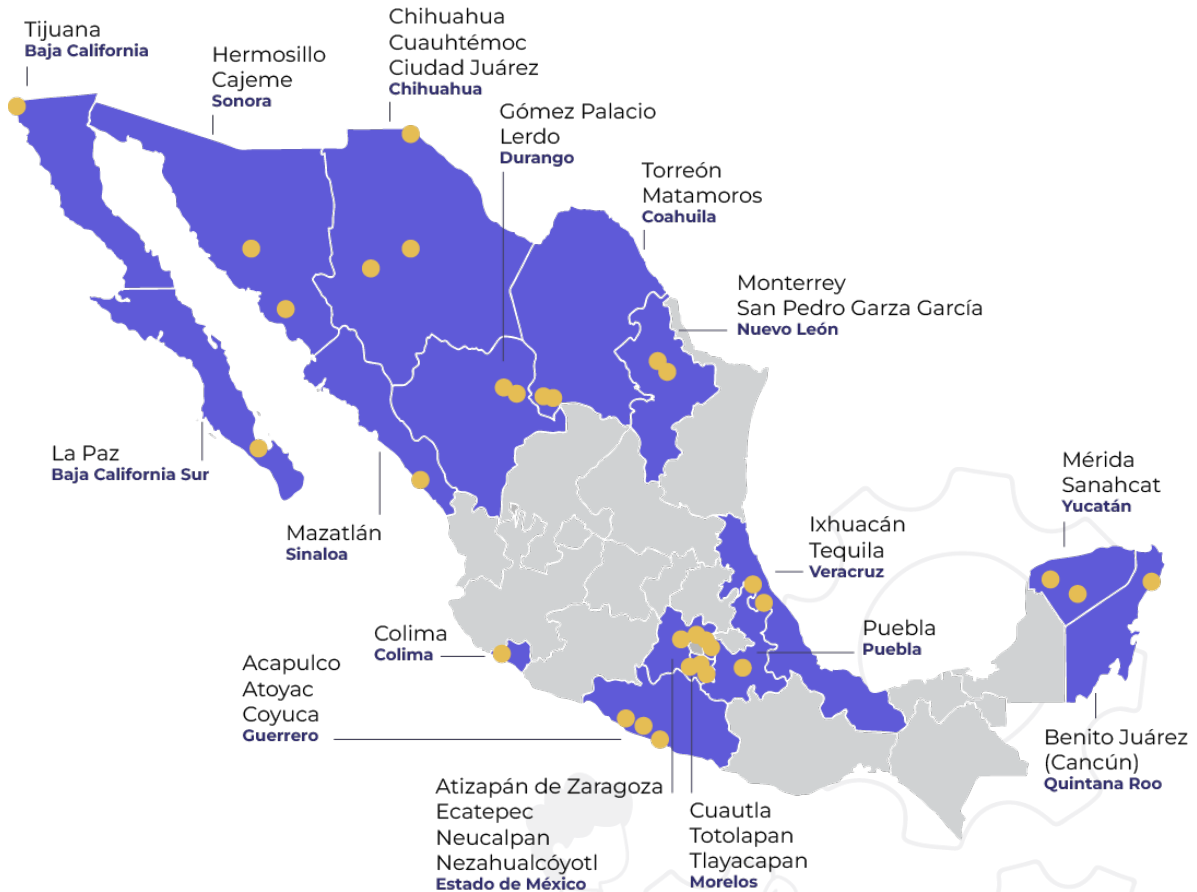 Tijuana
Baja California
Hermosillo
Cajeme
Sonora
Chihuahua
Cuauhtémoc
Ciudad Juárez
Chihuahua
Gómez Palacio
Lerdo
Durango
Torreón
Matamoros
Coahuila
Monterrey
San Pedro Garza García
Nuevo León
La Paz
Baja California Sur
Mazatlán
Sinaloa
Mérida
Sanahcat
Yucatán
Ixhuacán
Tequila
Veracruz
Colima
Colima
Puebla
Puebla
Acapulco
Atoyac
Coyuca
Guerrero
Benito Juárez
(Cancún)
Quintana Roo
Atizapán de Zaragoza
Ecatepec
Neucalpan
Nezahualcóyotl
Estado de México
Cuautla
Totolapan
Tlayacapan
Morelos